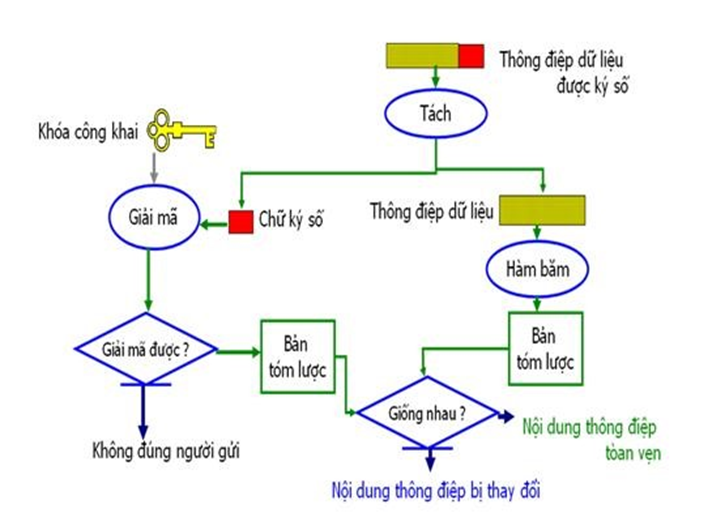 Thông điệp dữ liệu
được ký số
Tách
Khóa công khai
Giải mã
Chữ ký số
Thông điệp dữ liệu
Hàm băm
Giải mã được ?
Bản
tóm lược
Bản
tóm lược
Giống nhau ?
Không đúng người gửi
Nội dung thông điệp
tòan vẹn
Nội dung thông điệp bị thay đổi